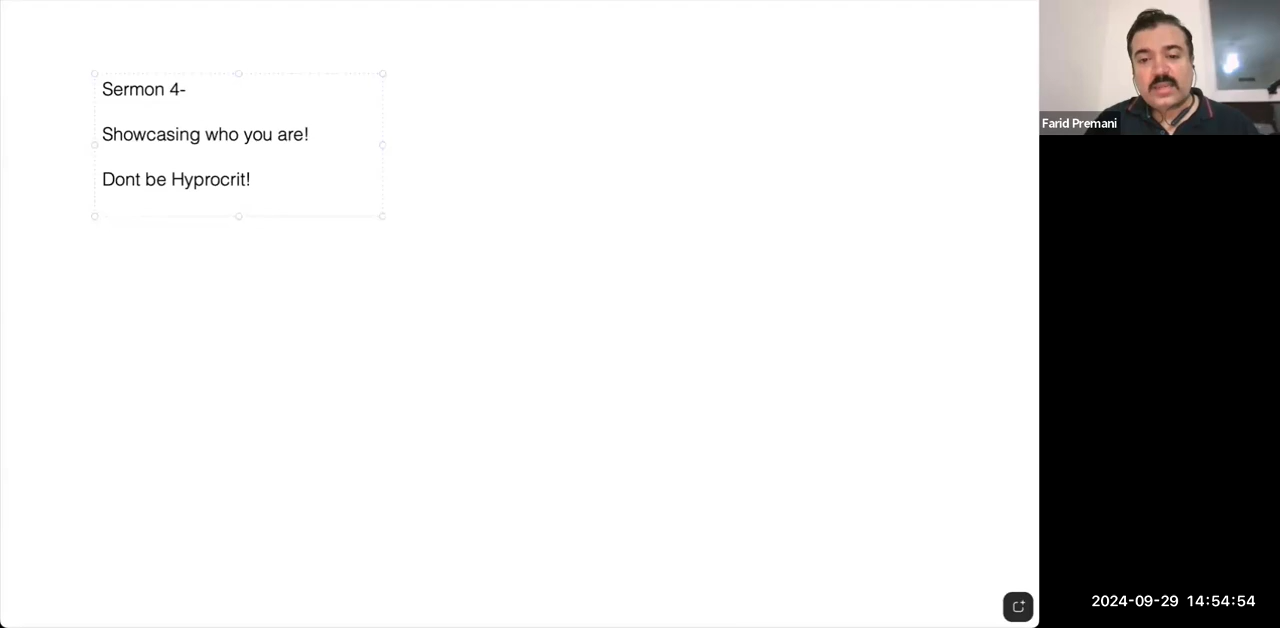 Sermon 4-
Showcasing who you are!
Dont be Hyprocrit!
Farid Premani
2024-09-29 14:54:54